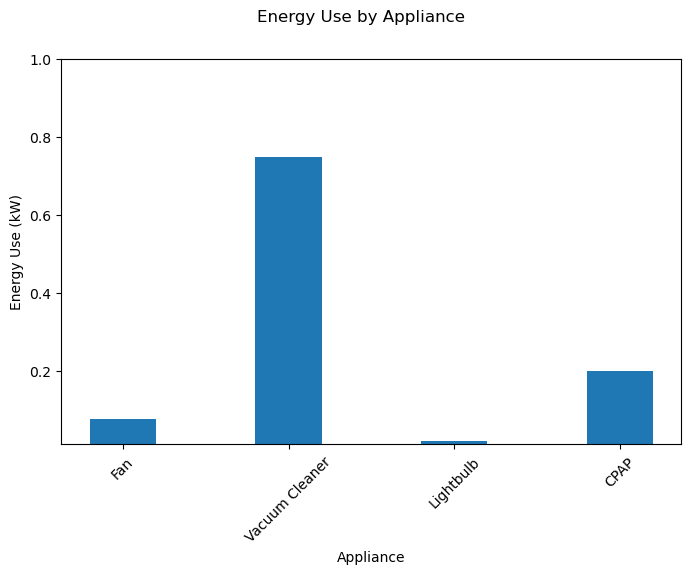 Energy Use by Appliance
Energy Use (kW)
1.0
0.8
0.6
0.4
0.2
Fan
Vacuum Cleaner
Lightbulb
CPAP
Appliance